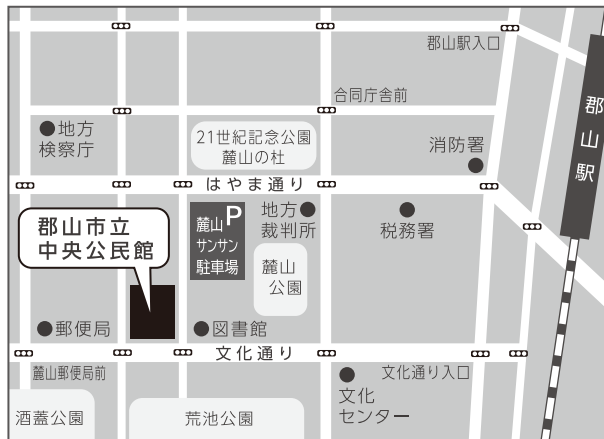 郡山駅入口
郡山駅
合同庁舎前
地方
検察庁
21世紀記念公園
麓山の杜
消防署
はやま通り
郡山市立
中央公民館
麓山P
サンサン
駐車場
地方
裁判所
税務署
麓山
公園
郵便局
図書館
文化通り
麓山郵便局前
文化通り入口
文化
センター
酒蓋公園
荒池公園